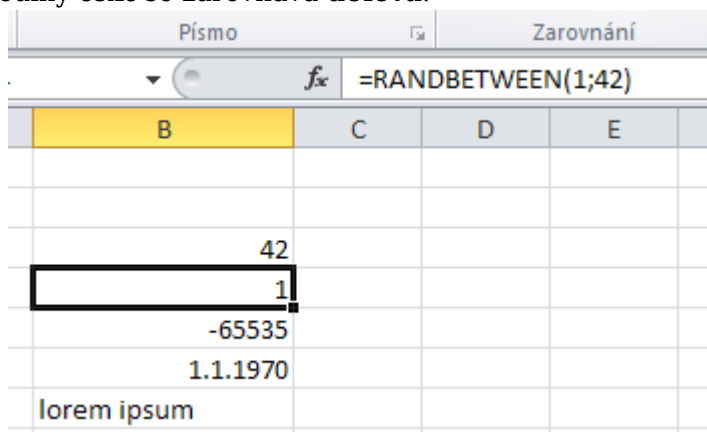 Písmo Zarovnání
fx =RANDBETWEEN(1;42)
B C D E
42
1
-65535
1.1.1970
lorem ipsum